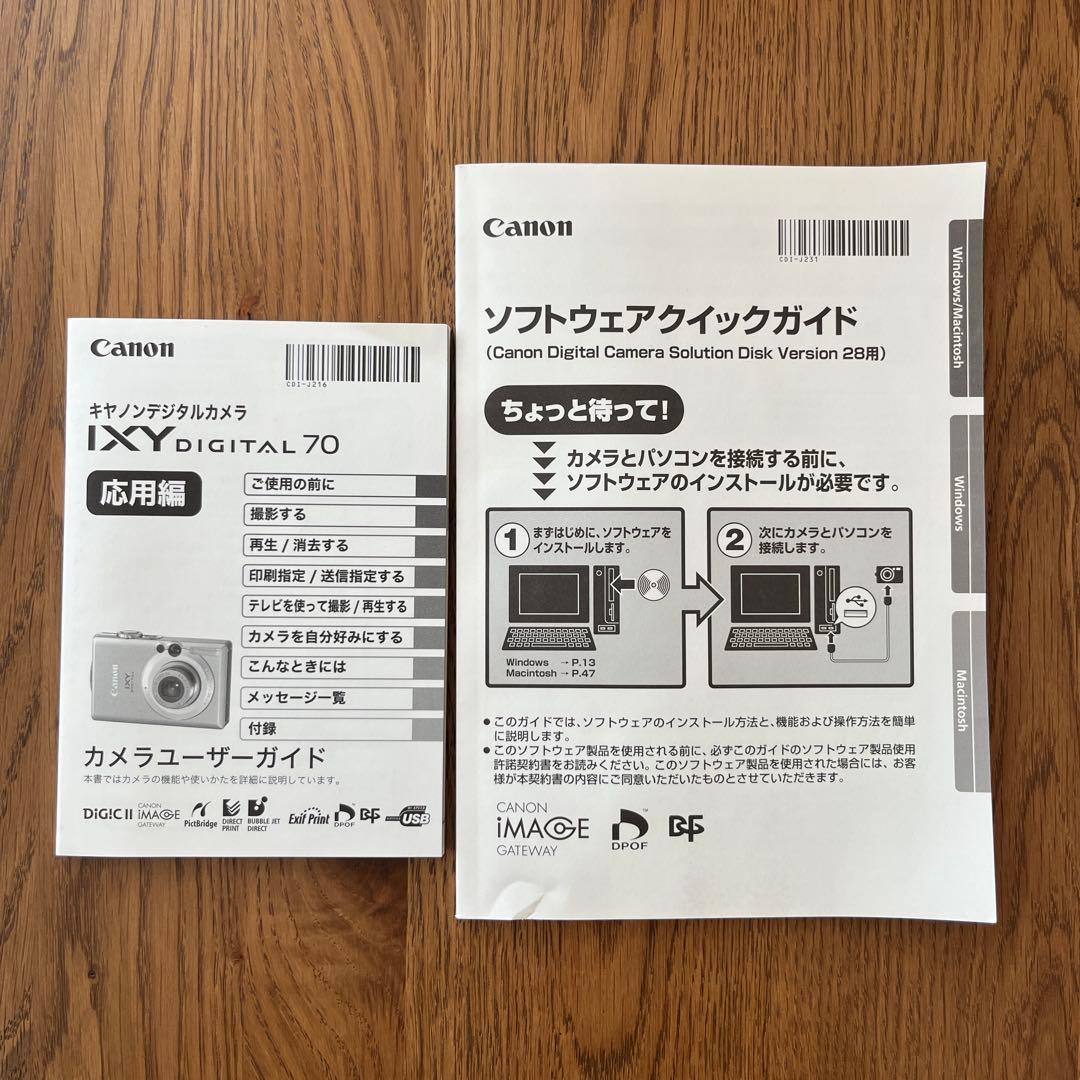 Canon
CDI-J216
キヤノンデジタルカメラ
IXY DIGITAL 70
応用編
ご使用の前に
撮影する
再生 / 消去する
印刷指定 / 送信指定する
テレビを使って撮影 / 再生する
カメラを自分好みにする
こんなときには
メッセージ一覧
付録
Canon
IXY
カメラユーザーガイド
本書ではカメラの機能や使いかたを詳細に説明しています。
DiGiC II
CANON
iMAGE
GATEWAY
PictBridge
DIRECT
PRINT
BUBBLE JET
DIRECT
Exif Print
DPOF
USB
Canon
CDI-J231
ソフトウェアクイックガイド
(Canon Digital Camera Solution Disk Version 28用)
ちょっと待って!
カメラとパソコンを接続する前に、
ソフトウェアのインストールが必要です。
1
まずはじめに、ソフトウェアを
インストールします。
Windows →P.13
Macintosh →P.47
2
次にカメラとパソコンを
接続します。
●このガイドでは、ソフトウェアのインストール方法と、機能および操作方法を簡単
に説明します。
●このソフトウェア製品を使用される前に、必ずこのガイドのソフトウェア製品使用
許諾契約書をお読みください。このソフトウェア製品を使用された場合には、お客
様が本契約書の内容にご同意いただいたものとさせていただきます。
CANON
iMAGE
GATEWAY
DPOF
™
Windows/Macintosh
Windows
Macintosh